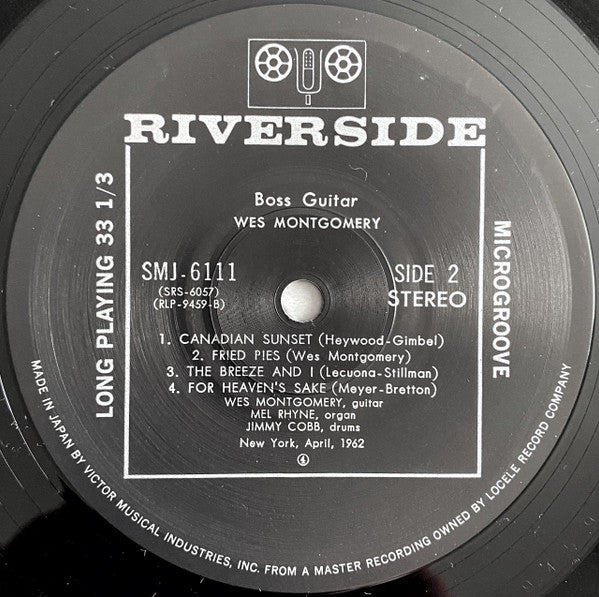 RIVERSIDE
Boss Guitar
WES MONTGOMERY
SMJ-6111
(SRS-6057)
(RLP-9459-B)
SIDE 2
STEREO
1. CANADIAN SUNSET (Heywood-Gimbel)
2. FRIED PIES (Wes Montgomery)
3. THE BREEZE AND I (Lecuona-Stillman)
4. FOR HEAVEN'S SAKE (Meyer-Bretton)
WES MONTGOMERY, guitar
MEL RHYNE, organ
JIMMY COBB, drums
New York, April, 1962
4
LONG PLAYING 33 1/3
MICROGROOVE
MADE IN JAPAN BY VICTOR MUSICAL INDUSTRIES, INC. FROM A MASTER RECORDING OWNED BY LOCELE RECORD COMPANY